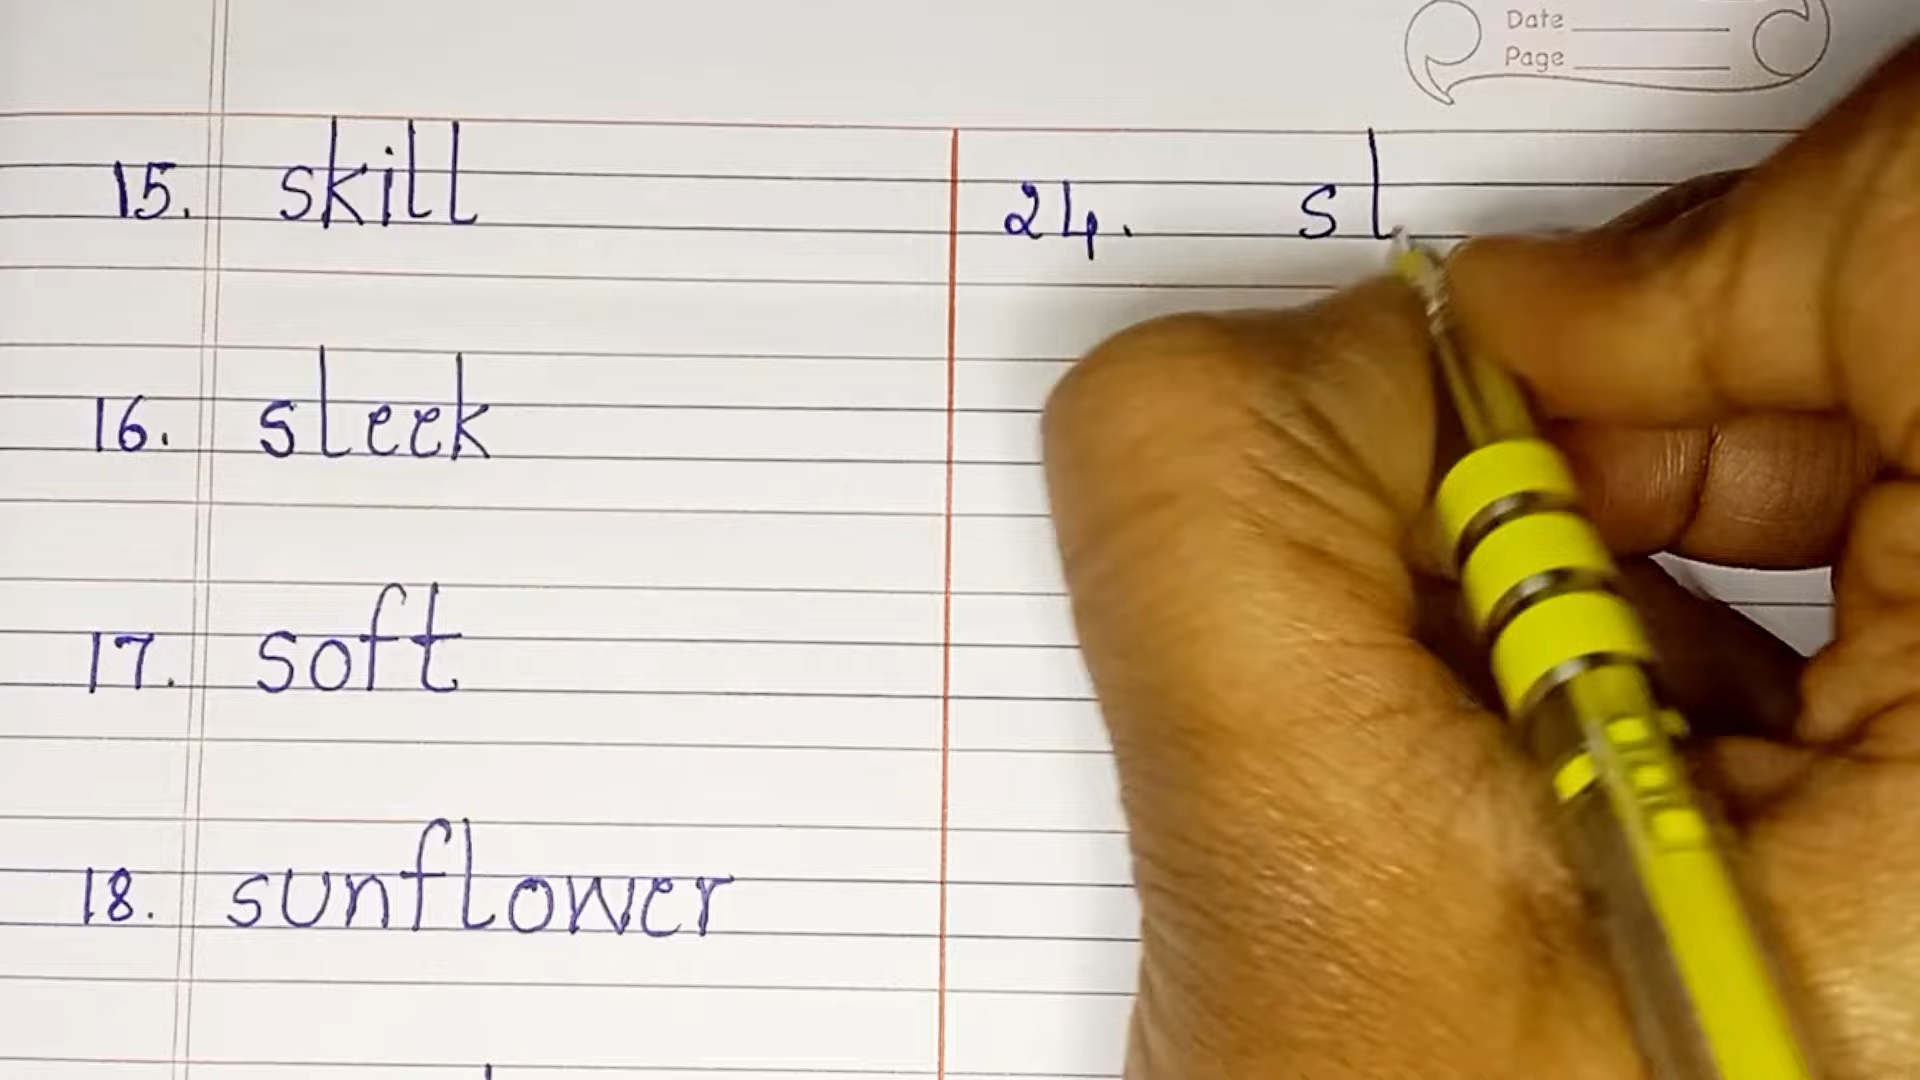 Date
Page
15. skill
16. sleek
17. soft
18. sunflower
24. sl